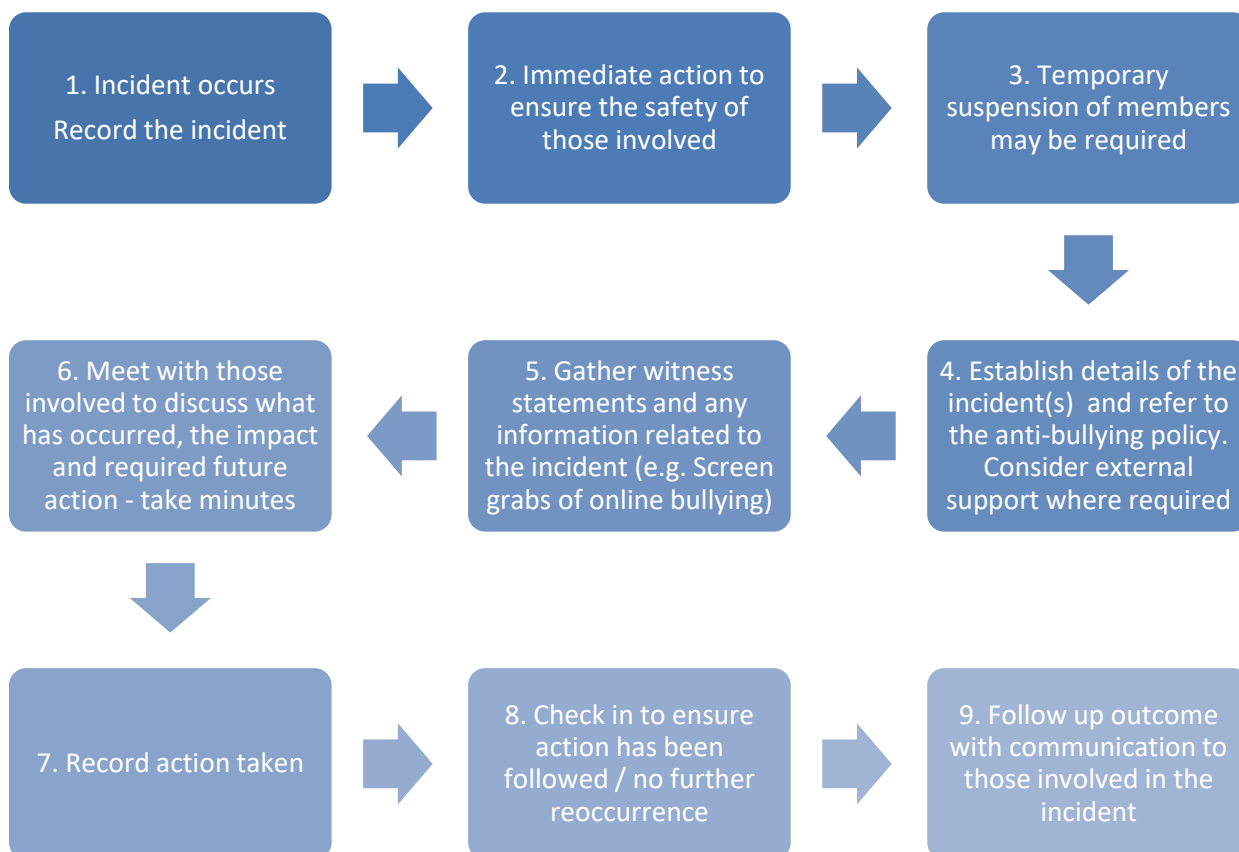 1. Incident occurs
Record the incident
2. Immediate action to
ensure the safety of
those involved
3. Temporary
suspension of members
may be required
4. Establish details of the
incident(s)  and refer to
the anti-bullying policy.
Consider external
support where required
5. Gather witness
statements and any
information related to
the incident (e.g. Screen
grabs of online bullying)
6. Meet with those
involved to discuss what
has occurred, the impact
and required future
action - take minutes
7. Record action taken
8. Check in to ensure
action has been
followed / no further
reoccurrence
9. Follow up outcome
with communication to
those involved in the
incident